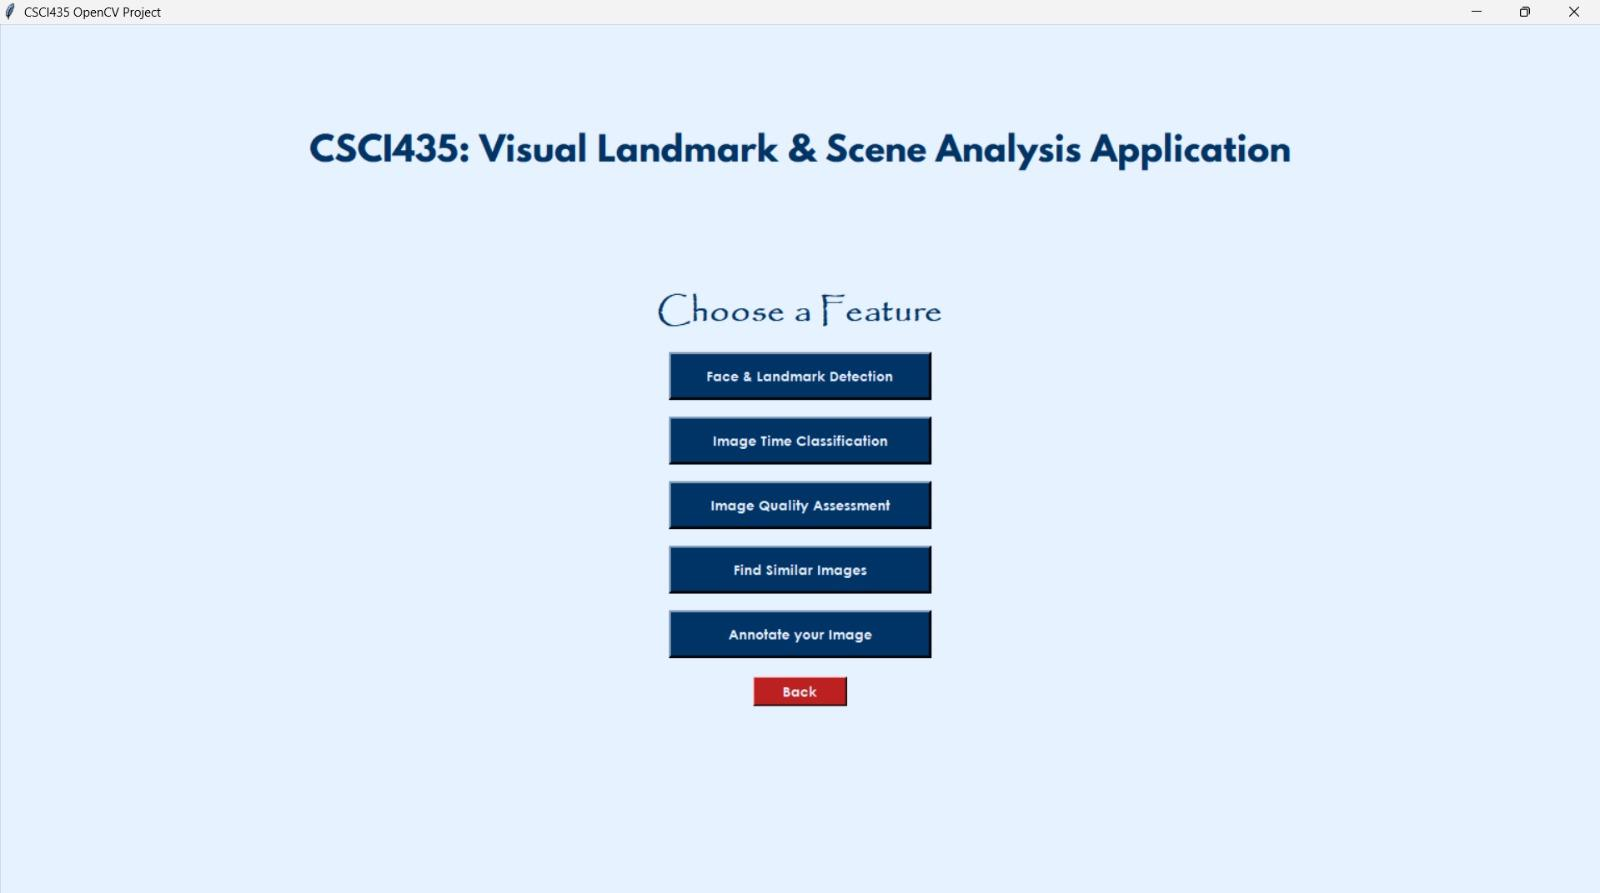 CSCI435 OpenCV Project
CSCI435: Visual Landmark & Scene Analysis Application
Choose a Feature
Face & Landmark Detection
Image Time Classification
Image Quality Assessment
Find Similar Images
Annotate your Image
Back